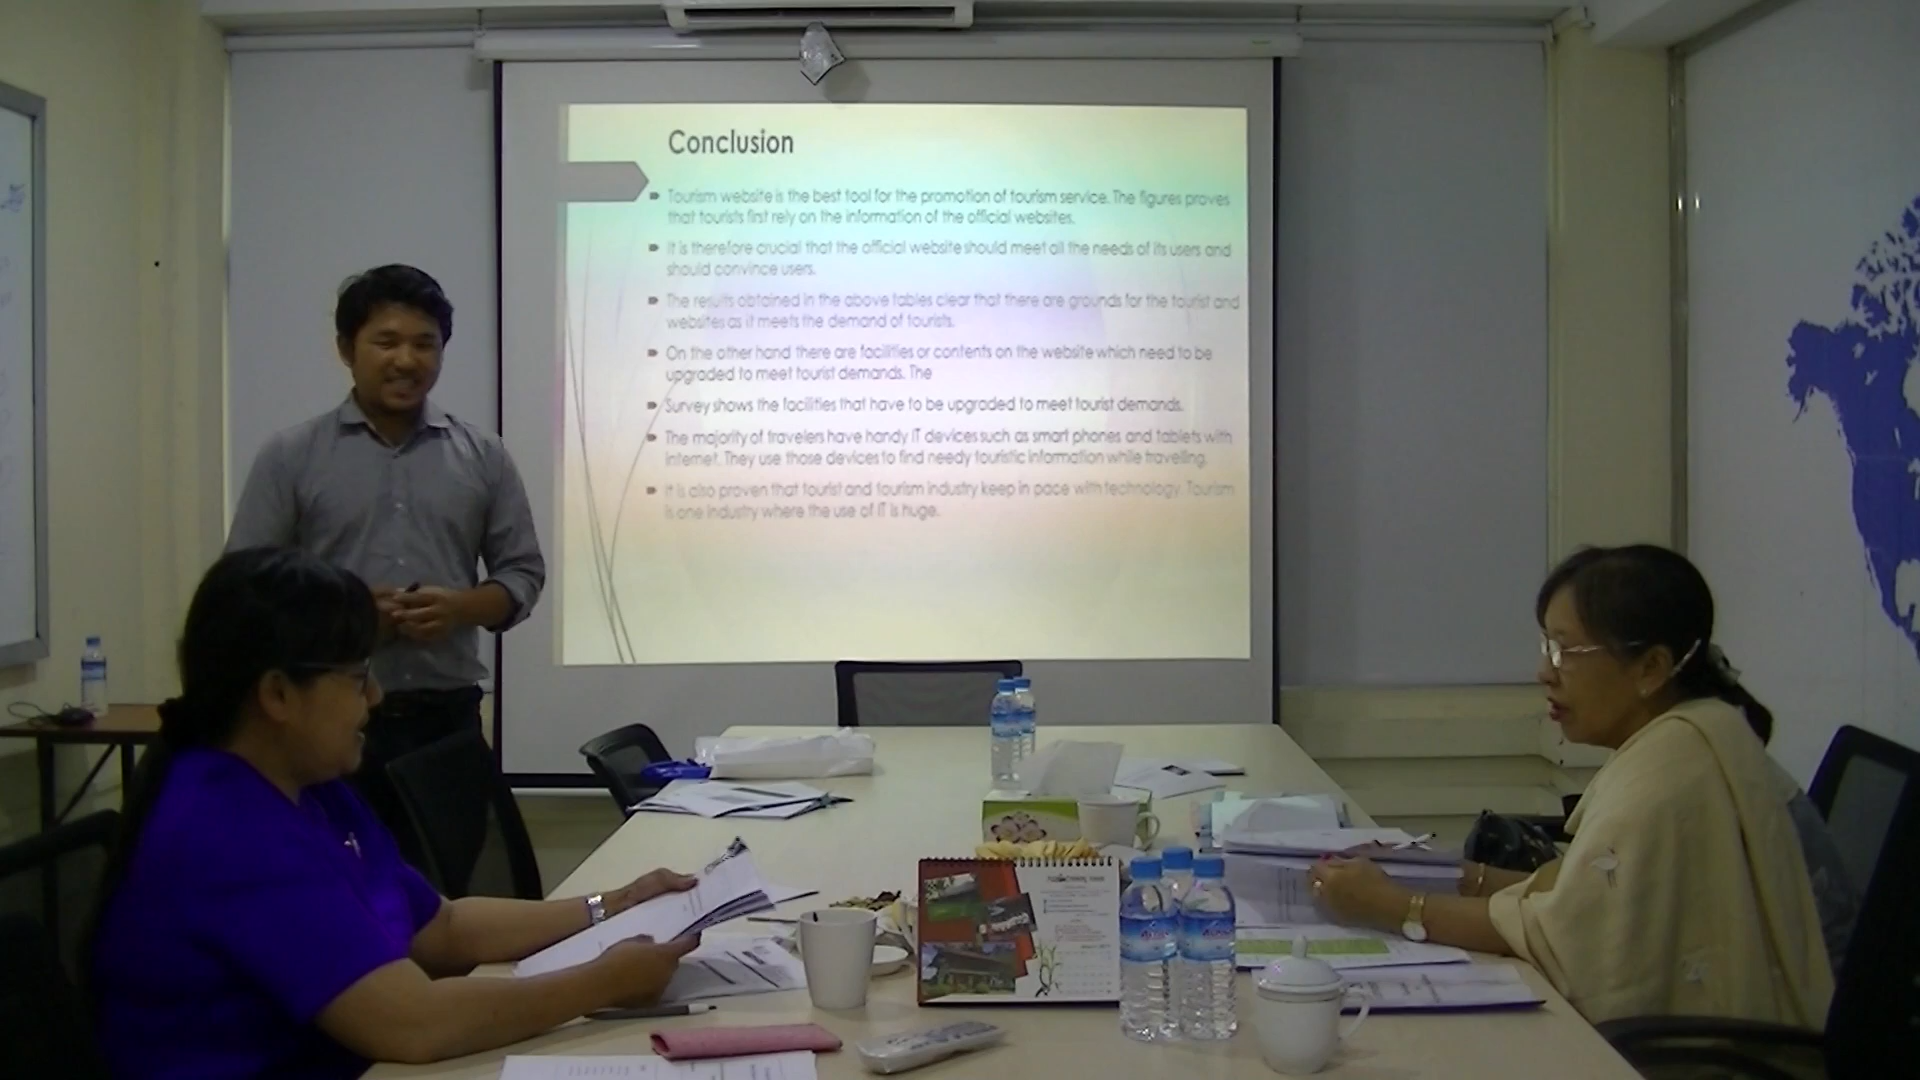 Conclusion
Tourism website is the best tool for the promotion of tourism service. The figures proves
that tourists first rely on the information of the official websites.
It is therefore crucial that the official website should meet all the needs of its users and
should convince users.
The results obtained in the above tables clear that there are grounds for the tourist and
websites as it meets the demand of tourists.
On the other hand there are facilities or contents on the website which need to be
upgraded to meet tourist demands. The
Survey shows the facilities that have to be upgraded to meet tourist demands.
The majority of travelers have handy IT devices such as smart phones and tablets with
internet. They use those devices to find needy touristic information while travelling.
It is also proven that tourist and tourism industry keep in pace with technology. Tourism
is one industry where the use of IT is huge.